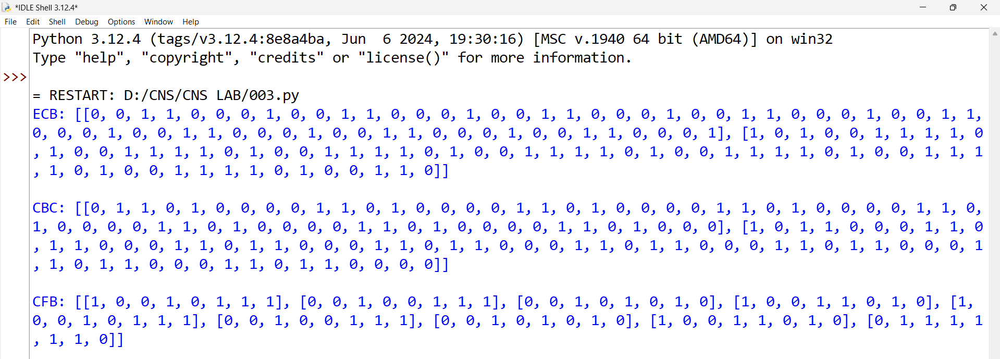 *IDLE Shell 3.12.4*
File Edit Shell Debug Options Window Help
Python 3.12.4 (tags/v3.12.4:8e8a4ba, Jun  6 2024, 19:30:16) [MSC v.1940 64 bit (AMD64)] on win32
Type "help", "copyright", "credits" or "license()" for more information.
>>>
= RESTART: D:/CNS/CNS LAB/003.py
ECB: [[0, 0, 1, 1, 0, 0, 0, 1, 0, 0, 1, 1, 0, 0, 0, 1, 0, 0, 1, 1, 0, 0, 0, 1, 0, 0, 1, 1, 0, 0, 0, 1, 0, 0, 1, 1,
0, 0, 0, 1, 0, 0, 1, 1, 0, 0, 0, 1, 0, 0, 1, 1, 0, 0, 0, 1, 0, 0, 1, 1, 0, 0, 0, 1], [1, 0, 1, 0, 0, 1, 1, 1, 1, 0
, 1, 0, 0, 1, 1, 1, 1, 0, 1, 0, 0, 1, 1, 1, 1, 0, 1, 0, 0, 1, 1, 1, 1, 0, 1, 0, 0, 1, 1, 1, 1, 0, 1, 0, 0, 1, 1, 1
, 1, 0, 1, 0, 0, 1, 1, 1, 1, 0, 1, 0, 0, 1, 1, 0]]
CBC: [[0, 1, 1, 0, 1, 0, 0, 0, 0, 1, 1, 0, 1, 0, 0, 0, 0, 1, 1, 0, 1, 0, 0, 0, 0, 1, 1, 0, 1, 0, 0, 0, 0, 1, 1, 0,
1, 0, 0, 0, 0, 1, 1, 0, 1, 0, 0, 0, 0, 1, 1, 0, 1, 0, 0, 0, 0, 1, 1, 0, 1, 0, 0, 0], [1, 0, 1, 1, 0, 0, 0, 1, 1, 0
, 1, 1, 0, 0, 0, 1, 1, 0, 1, 1, 0, 0, 0, 1, 1, 0, 1, 1, 0, 0, 0, 1, 1, 0, 1, 1, 0, 0, 0, 1, 1, 0, 1, 1, 0, 0, 0, 1
, 1, 0, 1, 1, 0, 0, 0, 1, 1, 0, 1, 1, 0, 0, 0, 0]]
CFB: [[1, 0, 0, 1, 0, 1, 1, 1], [0, 0, 1, 0, 0, 1, 1, 1], [0, 0, 1, 0, 1, 0, 1, 0], [1, 0, 0, 1, 1, 0, 1, 0], [1,
0, 0, 1, 0, 1, 1, 1], [0, 0, 1, 0, 0, 1, 1, 1], [0, 0, 1, 0, 1, 0, 1, 0], [1, 0, 0, 1, 1, 0, 1, 0], [0, 1, 1, 1, 1
, 1, 1, 0]]